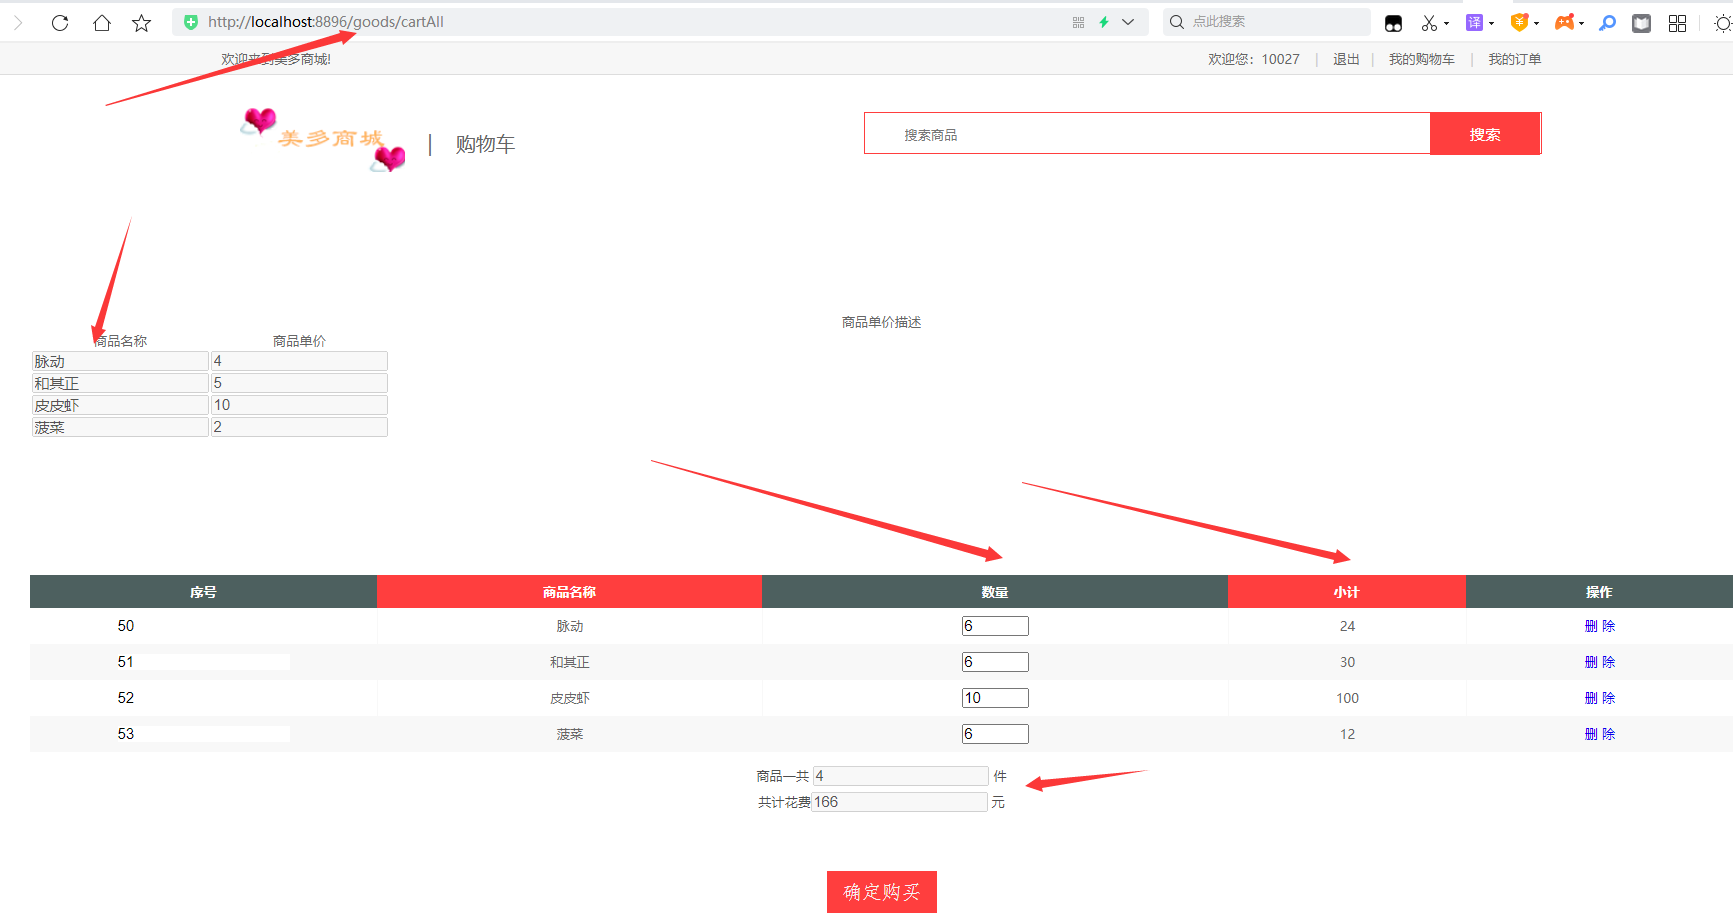 http://localhost:8896/goods/cartAll
点此搜索
译
欢迎来到美多商城!
欢迎您：10027 | 退出 | 我的购物车 | 我的订单
美多商城 | 购物车
搜素商品 搜索
商品单价描述
商品名称 商品单价
脉动 4
和其正 5
皮皮虾 10
菠菜 2
序号 商品名称 数量 小计 操作
50 脉动 6 24 删 除
51 和其正 6 30 删 除
52 皮皮虾 10 100 删 除
53 菠菜 6 12 删 除
商品一共 4 件
共计花费166 元
确定购买